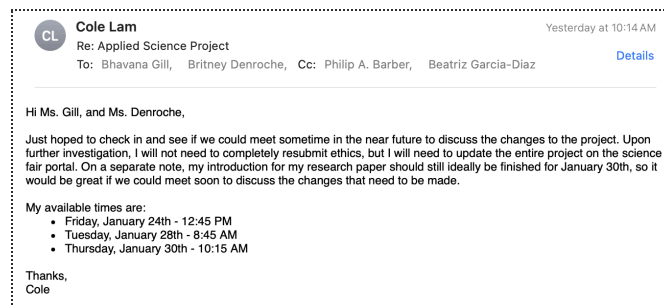 CL
Cole Lam
Yesterday at 10:14 AM
Re: Applied Science Project
To: Bhavana Gill, Britney Denroche, Cc: Philip A. Barber, Beatriz Garcia-Diaz
Details
Hi Ms. Gill, and Ms. Denroche,
Just hoped to check in and see if we could meet sometime in the near future to discuss the changes to the project. Upon
further investigation, I will not need to completely resubmit ethics, but I will need to update the entire project on the science
fair portal. On a separate note, my introduction for my research paper should still ideally be finished for January 30th, so it
would be great if we could meet soon to discuss the changes that need to be made.
My available times are:
• Friday, January 24th - 12:45 PM
• Tuesday, January 28th - 8:45 AM
• Thursday, January 30th - 10:15 AM
Thanks,
Cole